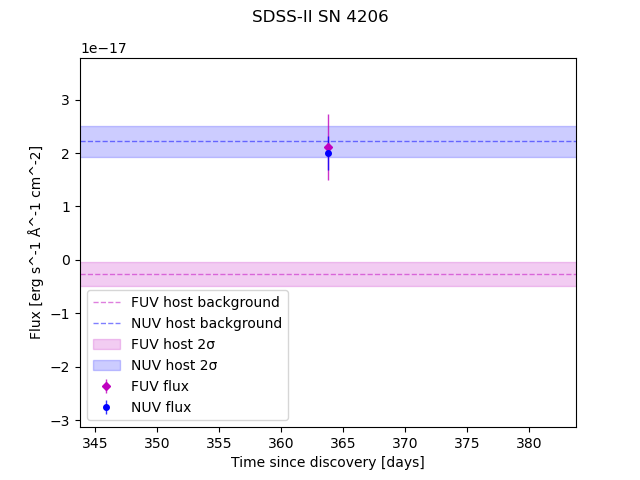 SDSS-II SN 4206
1e−17
3
2
1
0
−1
−2
−3
Flux [erg s^-1 Å^-1 cm^-2]
FUV host background
NUV host background
FUV host 2σ
NUV host 2σ
FUV flux
NUV flux
345 350 355 360 365 370 375 380
Time since discovery [days]